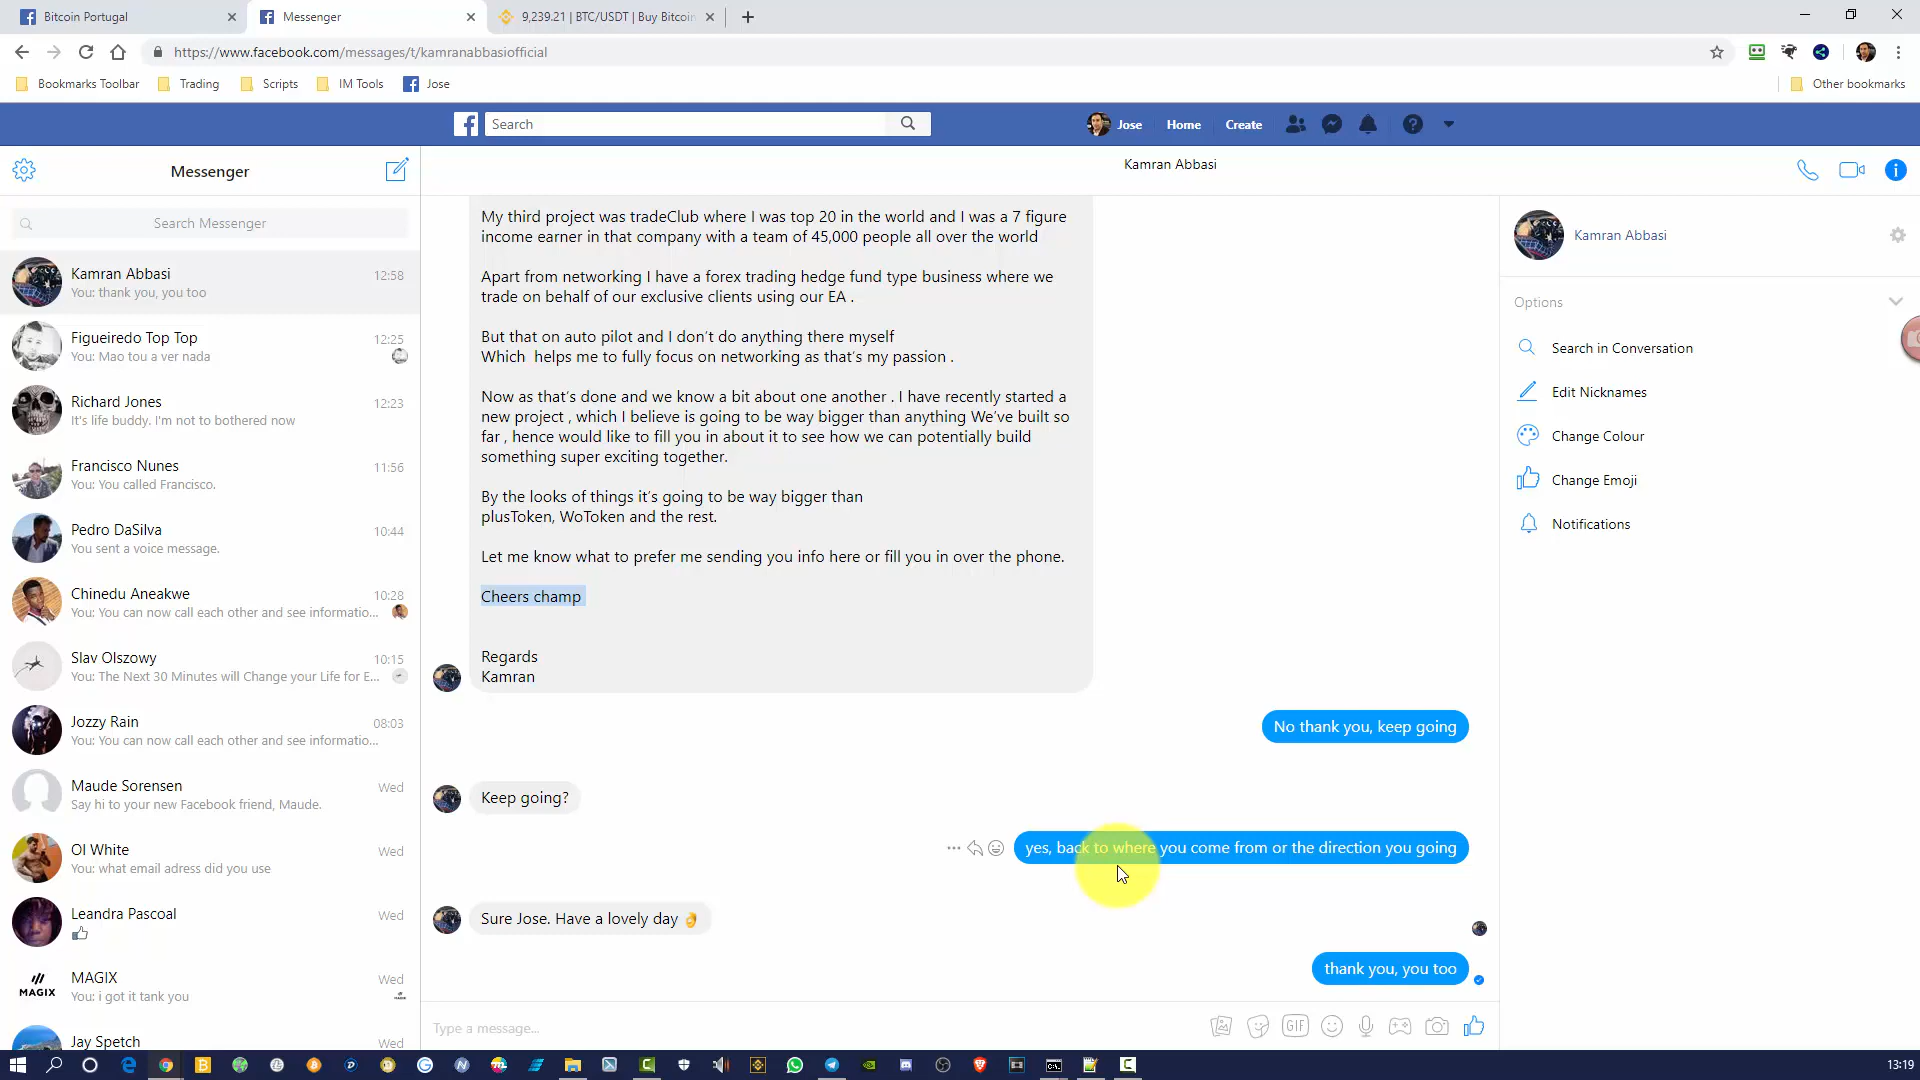 Bitcoin Portugal
Messenger
9,239.21 | BTC/USDT | Buy Bitcoin
https://www.facebook.com/messages/t/kamranabbasiofficial
Bookmarks Toolbar
Trading
Scripts
IM Tools
Jose
Other bookmarks
Search
Jose
Home
Create
Messenger
Kamran Abbasi
Search Messenger
Kamran Abbasi
12:58
You: thank you, you too
Figueiredo Top Top
12:25
You: Mao tou a ver nada
Richard Jones
12:23
It's life buddy. I'm not to bothered now
Francisco Nunes
11:56
You: You called Francisco.
Pedro DaSilva
10:44
You sent a voice message.
Chinedu Aneakwe
10:28
You: You can now call each other and see informatio...
Slav Olszowy
10:15
You: The Next 30 Minutes will Change your Life for E...
Jozzy Rain
08:03
You: You can now call each other and see informatio...
Maude Sorensen
Wed
Say hi to your new Facebook friend, Maude.
Ol White
Wed
You: what email adress did you use
Leandra Pascoal
Wed
MAGIX
MAGIX
Wed
You: i got it tank you
Jay Spetch
Wed
My third project was tradeClub where I was top 20 in the world and I was a 7 figure
income earner in that company with a team of 45,000 people all over the world
Apart from networking I have a forex trading hedge fund type business where we
trade on behalf of our exclusive clients using our EA .
But that on auto pilot and I don't do anything there myself
Which helps me to fully focus on networking as that's my passion .
Now as that's done and we know a bit about one another . I have recently started a
new project , which I believe is going to be way bigger than anything We've built so
far , hence would like to fill you in about it to see how we can potentially build
something super exciting together.
By the looks of things it's going to be way bigger than
plusToken, WoToken and the rest.
Let me know what to prefer me sending you info here or fill you in over the phone.
Cheers champ
Regards
Kamran
No thank you, keep going
Keep going?
yes, back to where you come from or the direction you going
Sure Jose. Have a lovely day 👌
thank you, you too
Type a message...
GIF
Kamran Abbasi
Options
Search in Conversation
Edit Nicknames
Change Colour
Change Emoji
Notifications
13:19